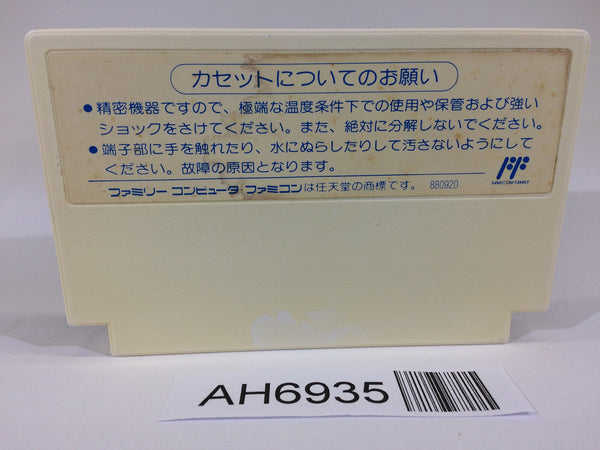 カセットについてのお願い
●精密機器ですので、極端な温度条件下での使用や保管および強い
ショックをさけてください。また、絶対に分解しないでください。
●端子部に手を触れたり、水にぬらしたりして汚さないようにして
ください。故障の原因となります。
ファミリーコンピュータ・ファミコンは任天堂の商標です。 880920
FAMICOM FAMILY
AH6935